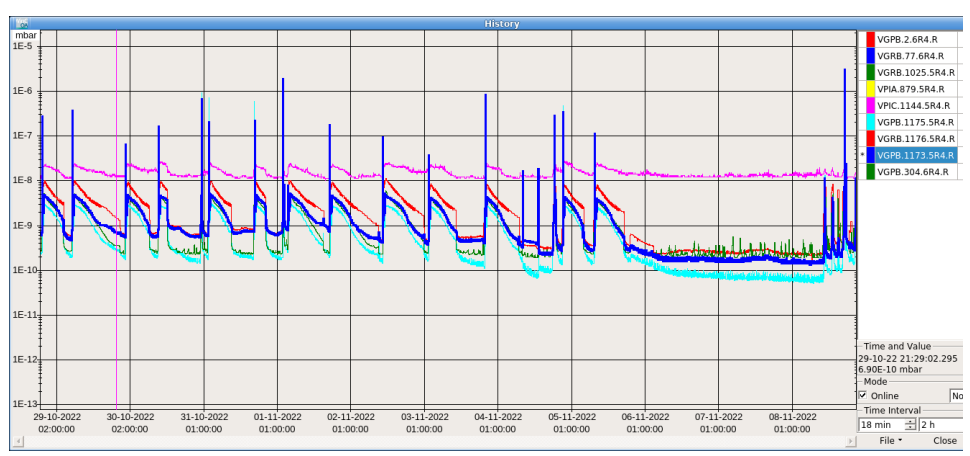 History
mbar
1E-5
1E-6
1E-7
1E-8
1E-9
1E-10
1E-11
1E-12
1E-13
29-10-2022 30-10-2022 31-10-2022 01-11-2022 02-11-2022 03-11-2022 04-11-2022 05-11-2022 06-11-2022 07-11-2022 08-11-2022
02:00:00 02:00:00 01:00:00 01:00:00 01:00:00 01:00:00 01:00:00 01:00:00 01:00:00 01:00:00 01:00:00
VGPB.2.6R4.R
VGRB.77.6R4.R
VGRB.1025.5R4.R
VPIA.879.5R4.R
VPIC.1144.5R4.R
VGPB.1175.5R4.R
VGRB.1176.5R4.R
* VGPB.1173.5R4.R
VGPB.304.6R4.R
Time and Value
29-10-22 21:29:02.295
6.90E-10 mbar
Mode
Online No
Time Interval
18 min 2 h
File Close